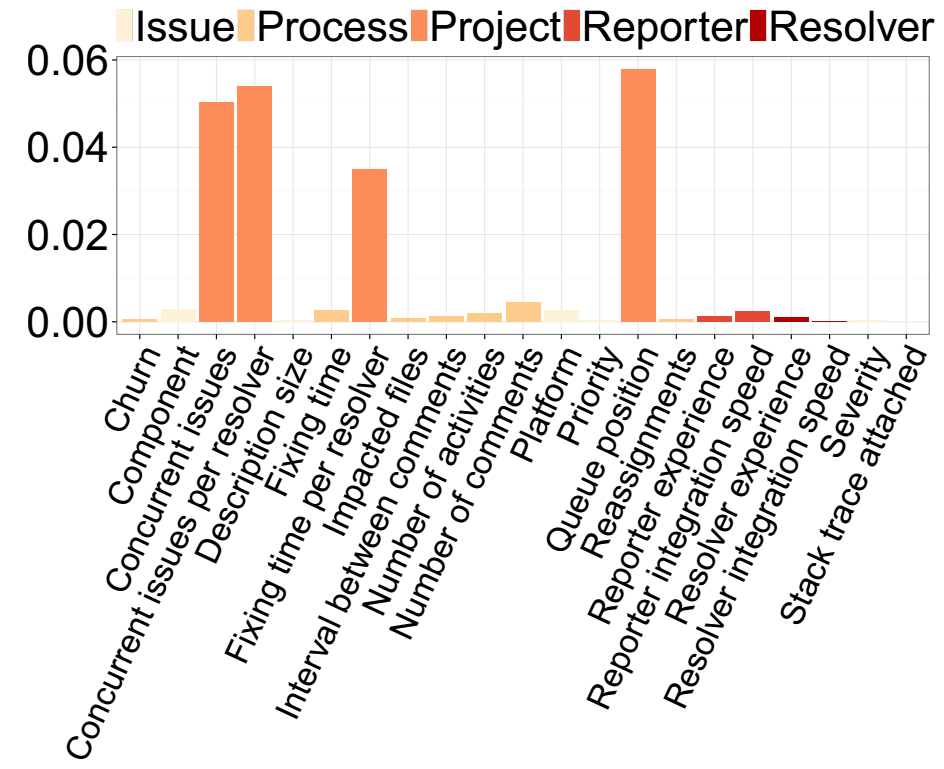 Issue Process Project Reporter Resolver
0.06
0.04
0.02
0.00
Churn
Component
Concurrent issues
Concurrent issues per resolver
Description size
Fixing time
Fixing time per resolver
Impacted files
Interval between comments
Number of activities
Number of comments
Platform
Priority
Queue position
Reassignments
Reporter experience
Reporter integration speed
Resolver experience
Resolver integration speed
Severity
Stack trace attached